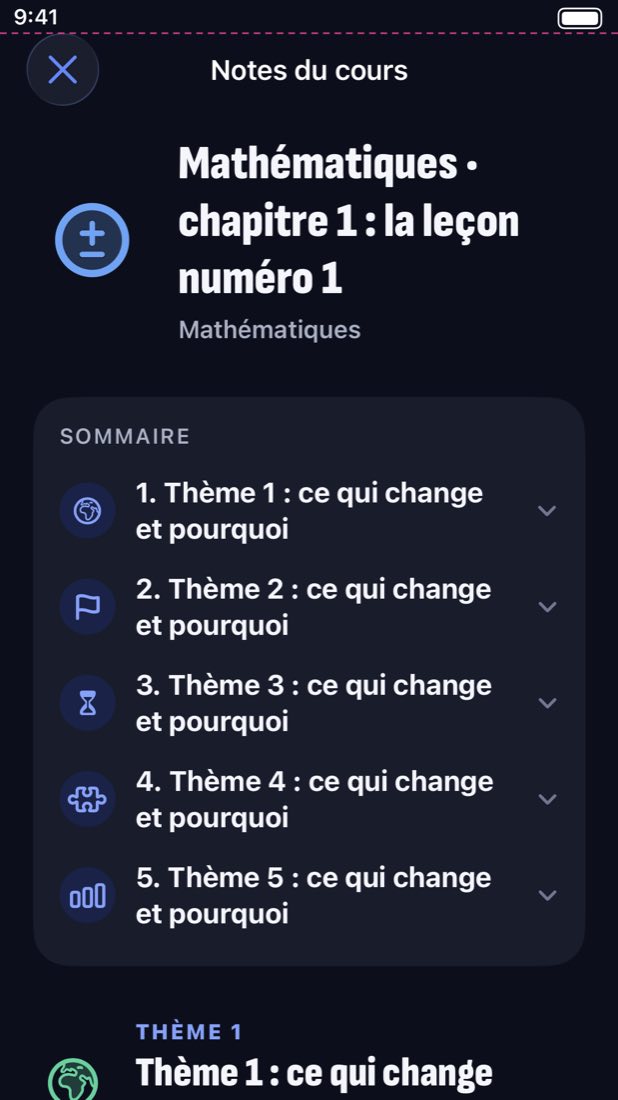 9:41
Notes du cours
Mathématiques ·
chapitre 1 : la leçon
numéro 1
Mathématiques
SOMMAIRE
1. Thème 1 : ce qui change
et pourquoi
2. Thème 2 : ce qui change
et pourquoi
3. Thème 3 : ce qui change
et pourquoi
4. Thème 4 : ce qui change
et pourquoi
5. Thème 5 : ce qui change
et pourquoi
THÈME 1
Thème 1 : ce qui change